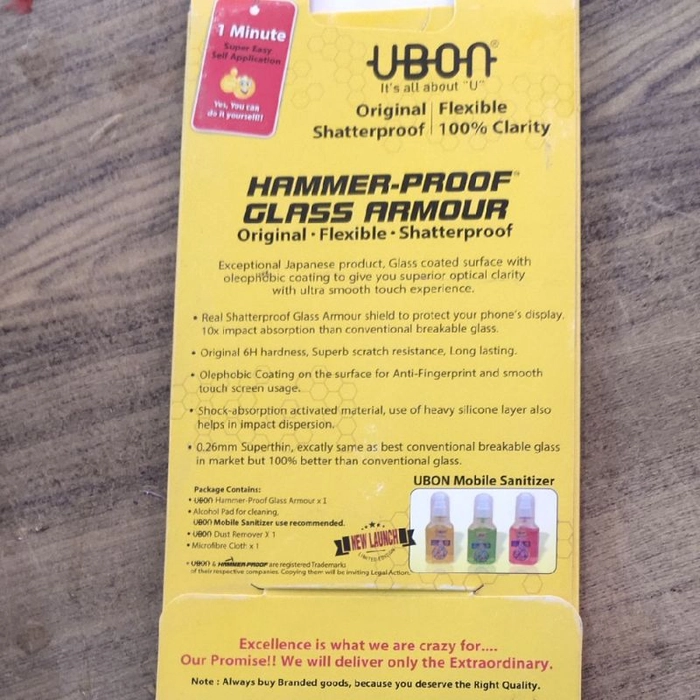 1 Minute
Super Easy
Self Application
Yes, You can
do it yourself!!
UBON®
It's all about "U"
Original | Flexible
Shatterproof | 100% Clarity
HAMMER-PROOF™
GLASS ARMOUR
Original · Flexible · Shatterproof
Exceptional Japanese product, Glass coated surface with
oleophobic coating to give you superior optical clarity
with ultra smooth touch experience.
• Real Shatterproof Glass Armour shield to protect your phone's display.
10x impact absorption than conventional breakable glass.
• Original 6H hardness, Superb scratch resistance, Long lasting.
• Olephobic Coating on the surface for Anti-Fingerprint and smooth
touch screen usage.
• Shock-absorption activated material, use of heavy silicone layer also
helps in impact dispersion.
• 0.26mm Superthin, excatly same as best conventional breakable glass
in market but 100% better than conventional glass.
UBON Mobile Sanitizer
Package Contains:
• UBON Hammer-Proof Glass Armour x 1
• Alcohol Pad for cleaning,
UBON Mobile Sanitizer use recommended.
• UBON Dust Remover X 1
• Microfibre Cloth x 1
NEW LAUNCH
LIMITED EDITION
• UBON & HAMMER-PROOF are registered Trademarks
of their respective companies. Copying them will be inviting Legal Action.
Excellence is what we are crazy for....
Our Promise!! We will deliver only the Extraordinary.
Note : Always buy Branded goods, because you deserve the Right Quality.